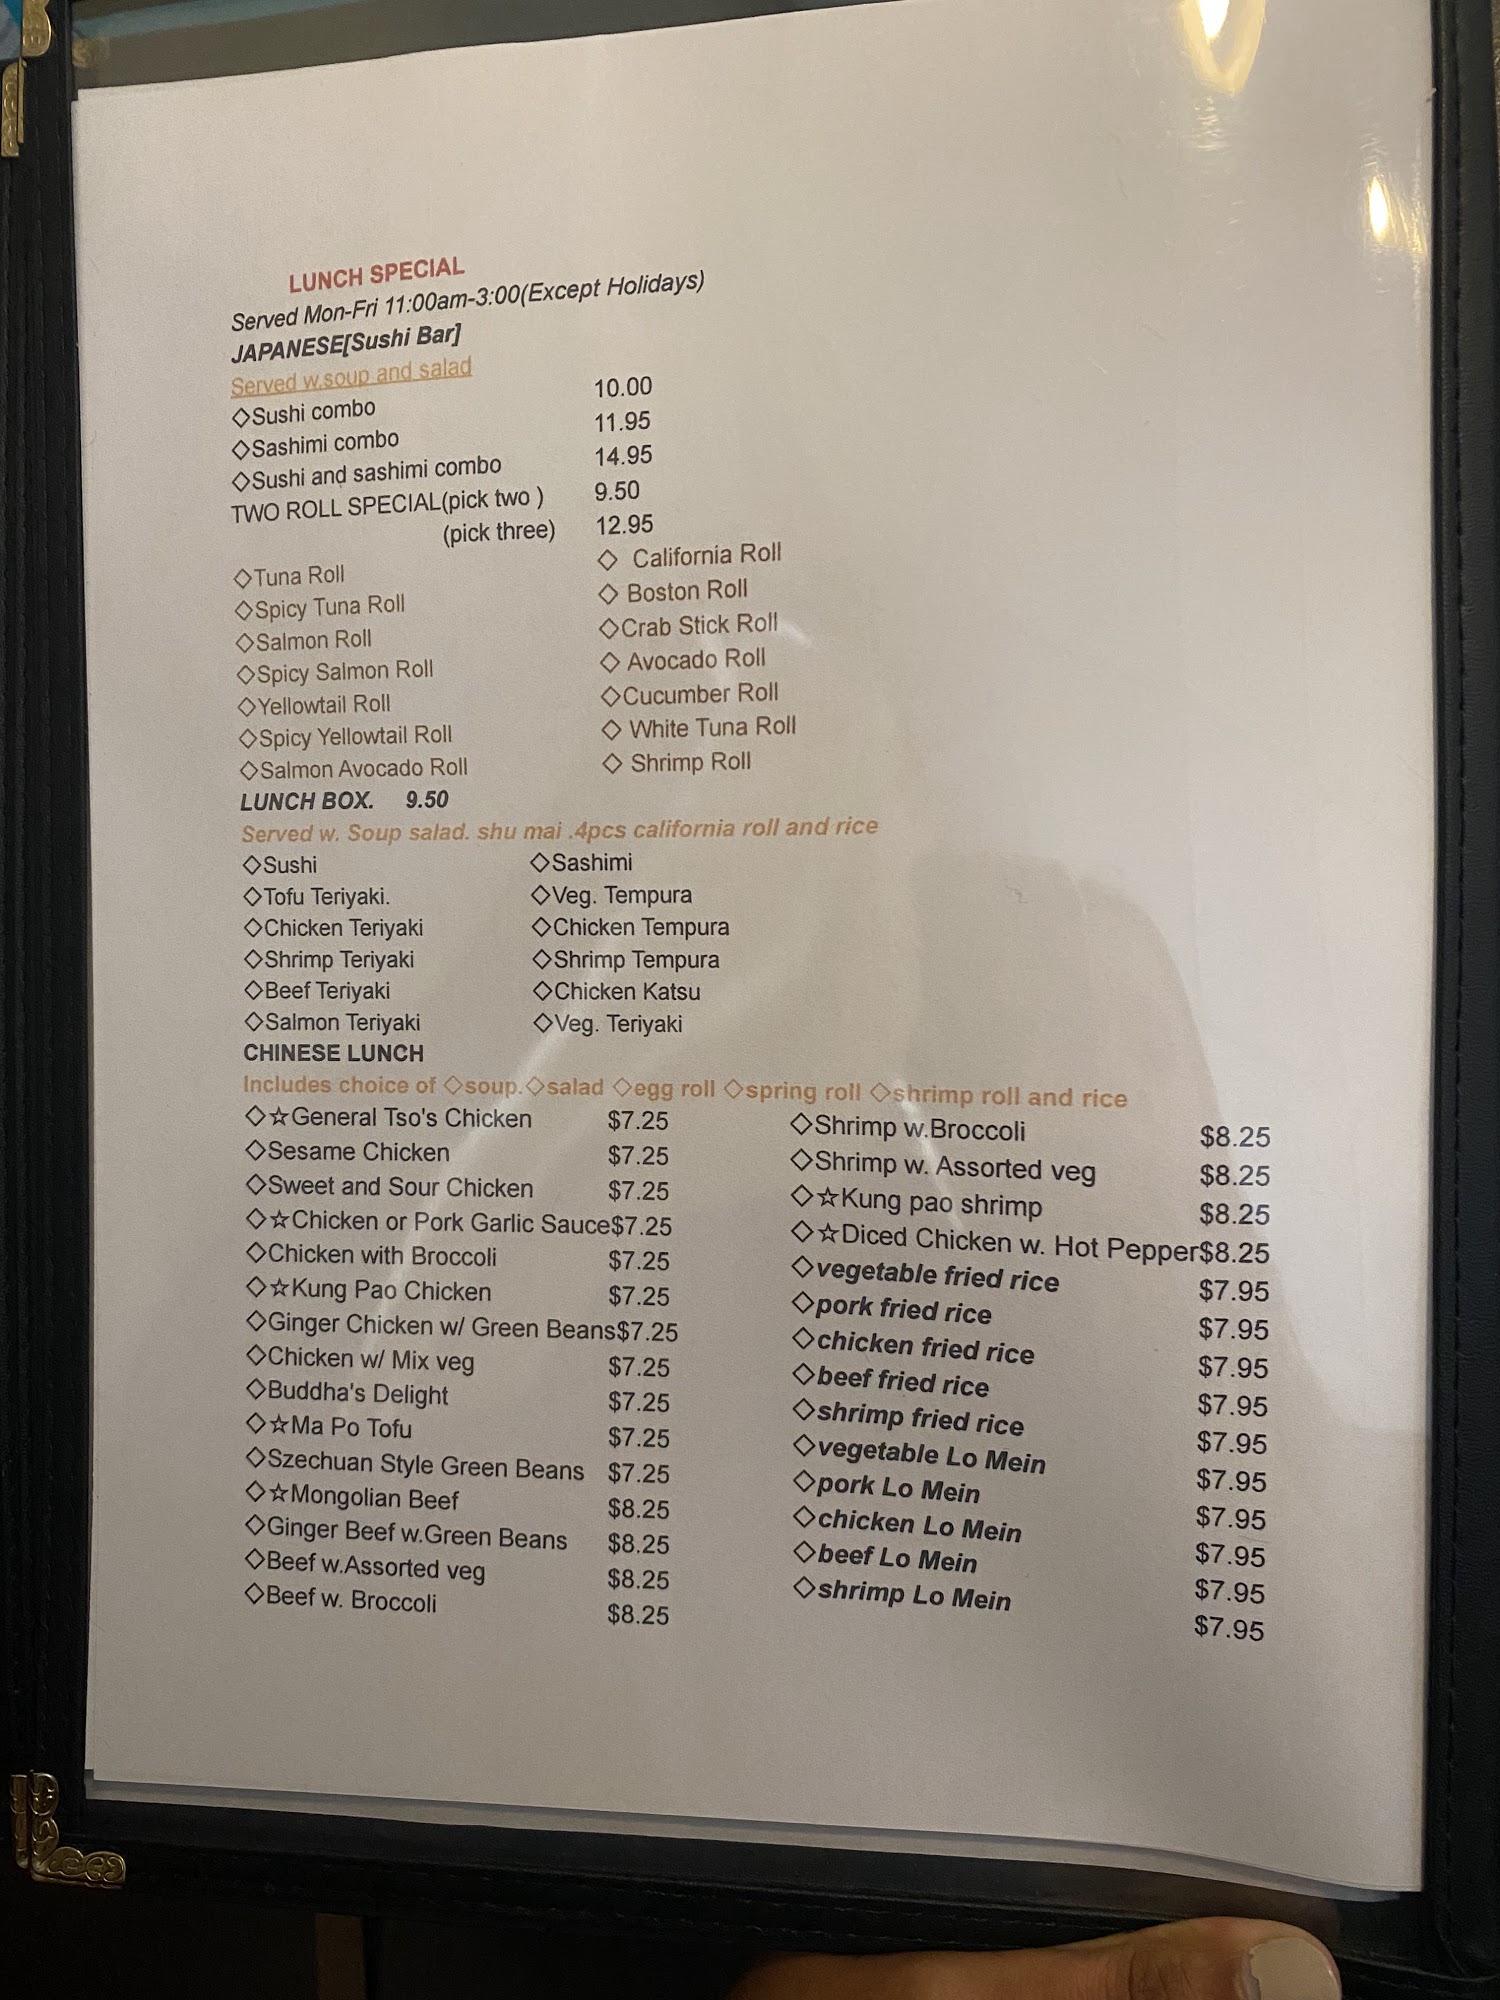 LUNCH SPECIAL
Served Mon-Fri 11:00am-3:00(Except Holidays)
JAPANESE[Sushi Bar]
Served w.soup and salad
◇Sushi combo 10.00
◇Sashimi combo 11.95
◇Sushi and sashimi combo 14.95
TWO ROLL SPECIAL(pick two ) 9.50
(pick three) 12.95
◇Tuna Roll ◇ California Roll
◇Spicy Tuna Roll ◇ Boston Roll
◇Salmon Roll ◇Crab Stick Roll
◇Spicy Salmon Roll ◇ Avocado Roll
◇Yellowtail Roll ◇Cucumber Roll
◇Spicy Yellowtail Roll ◇ White Tuna Roll
◇Salmon Avocado Roll ◇ Shrimp Roll
LUNCH BOX. 9.50
Served w. Soup salad. shu mai .4pcs california roll and rice
◇Sushi ◇Sashimi
◇Tofu Teriyaki. ◇Veg. Tempura
◇Chicken Teriyaki ◇Chicken Tempura
◇Shrimp Teriyaki ◇Shrimp Tempura
◇Beef Teriyaki ◇Chicken Katsu
◇Salmon Teriyaki ◇Veg. Teriyaki
CHINESE LUNCH
Includes choice of ◇soup.◇salad ◇egg roll ◇spring roll ◇shrimp roll and rice
◇☆General Tso's Chicken $7.25 ◇Shrimp w.Broccoli $8.25
◇Sesame Chicken $7.25 ◇Shrimp w. Assorted veg $8.25
◇Sweet and Sour Chicken $7.25 ◇☆Kung pao shrimp $8.25
◇☆Chicken or Pork Garlic Sauce$7.25 ◇☆Diced Chicken w. Hot Pepper$8.25
◇Chicken with Broccoli $7.25 ◇vegetable fried rice $7.95
◇☆Kung Pao Chicken $7.25 ◇pork fried rice $7.95
◇Ginger Chicken w/ Green Beans$7.25 ◇chicken fried rice $7.95
◇Chicken w/ Mix veg $7.25 ◇beef fried rice $7.95
◇Buddha's Delight $7.25 ◇shrimp fried rice $7.95
◇☆Ma Po Tofu $7.25 ◇vegetable Lo Mein $7.95
◇Szechuan Style Green Beans $7.25 ◇pork Lo Mein $7.95
◇☆Mongolian Beef $8.25 ◇chicken Lo Mein $7.95
◇Ginger Beef w.Green Beans $8.25 ◇beef Lo Mein $7.95
◇Beef w.Assorted veg $8.25 ◇shrimp Lo Mein $7.95
◇Beef w. Broccoli $8.25